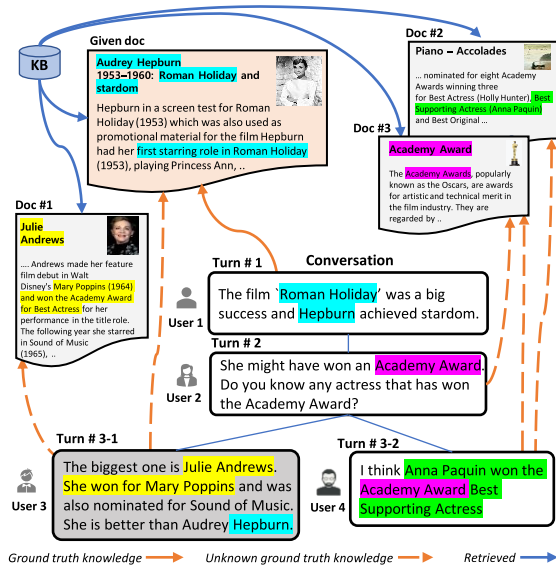 KB
Given doc
Audrey Hepburn
1953–1960: Roman Holiday and
stardom
Hepburn in a screen test for Roman
Holiday (1953) which was also used as
promotional material for the film Hepburn
had her first starring role in Roman Holiday
(1953), playing Princess Ann, ..
Doc #2
Piano – Accolades
... nominated for eight Academy
Awards winning three
for Best Actress (Holly Hunter), Best
Supporting Actress (Anna Paquin)
and Best Original ...
Doc #3
Academy Award
The Academy Awards, popularly
known as the Oscars, are awards
for artistic and technical merit in
the film industry. They are
regarded by ..
Doc #1
Julie
Andrews
.... Andrews made her feature
film debut in Walt
Disney's Mary Poppins (1964)
and won the Academy Award
for Best Actress for her
performance in the title role.
The following year she starred
in Sound of Music
(1965), ..
Turn # 1
Conversation
The film `Roman Holiday' was a big
success and Hepburn achieved stardom.
User 1
Turn # 2
She might have won an Academy Award.
Do you know any actress that has won
the Academy Award?
User 2
Turn # 3-1
The biggest one is Julie Andrews.
She won for Mary Poppins and was
also nominated for Sound of Music.
She is better than Audrey Hepburn.
User 3
Turn # 3-2
I think Anna Paquin won the
Academy Award Best
Supporting Actress
User 4
Ground truth knowledge
Unknown ground truth knowledge
Retrieved